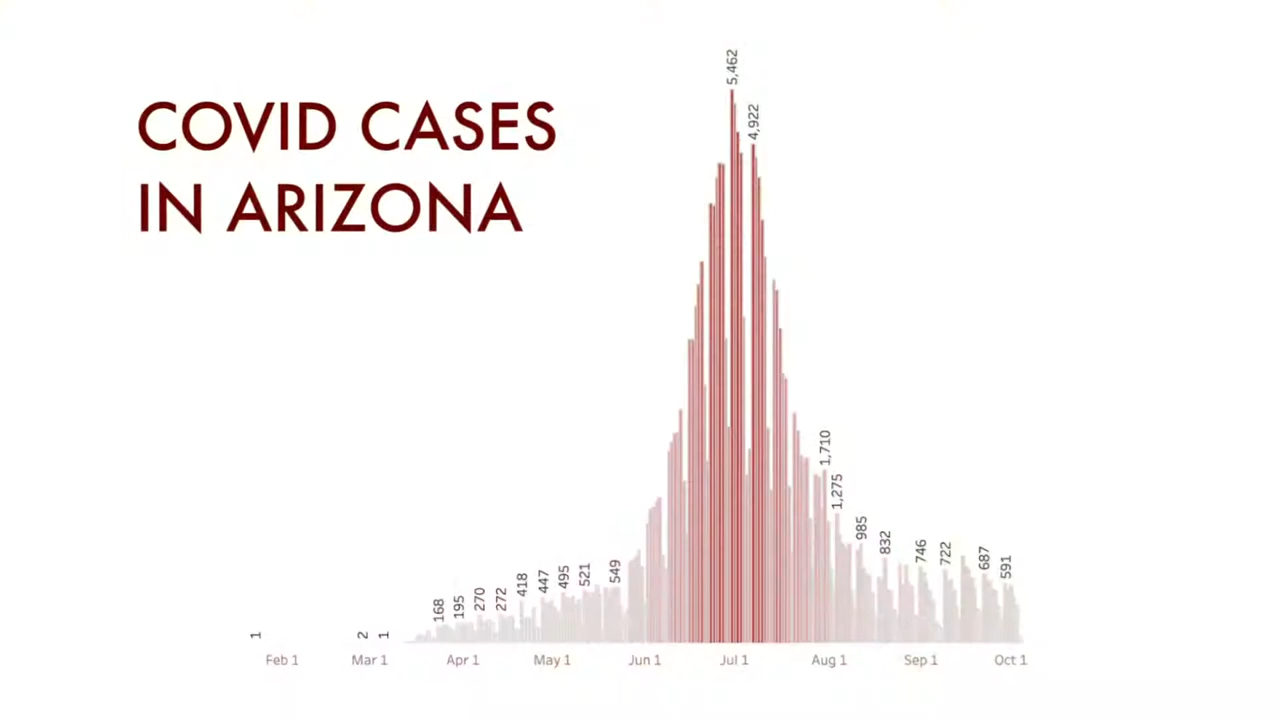 COVID CASES
IN ARIZONA
1
2
1
168
195
270
272
418
447
495
521
549
5,462
4,922
1,710
1,275
985
832
746
722
687
591
Feb 1
Mar 1
Apr 1
May 1
Jun 1
Jul 1
Aug 1
Sep 1
Oct 1